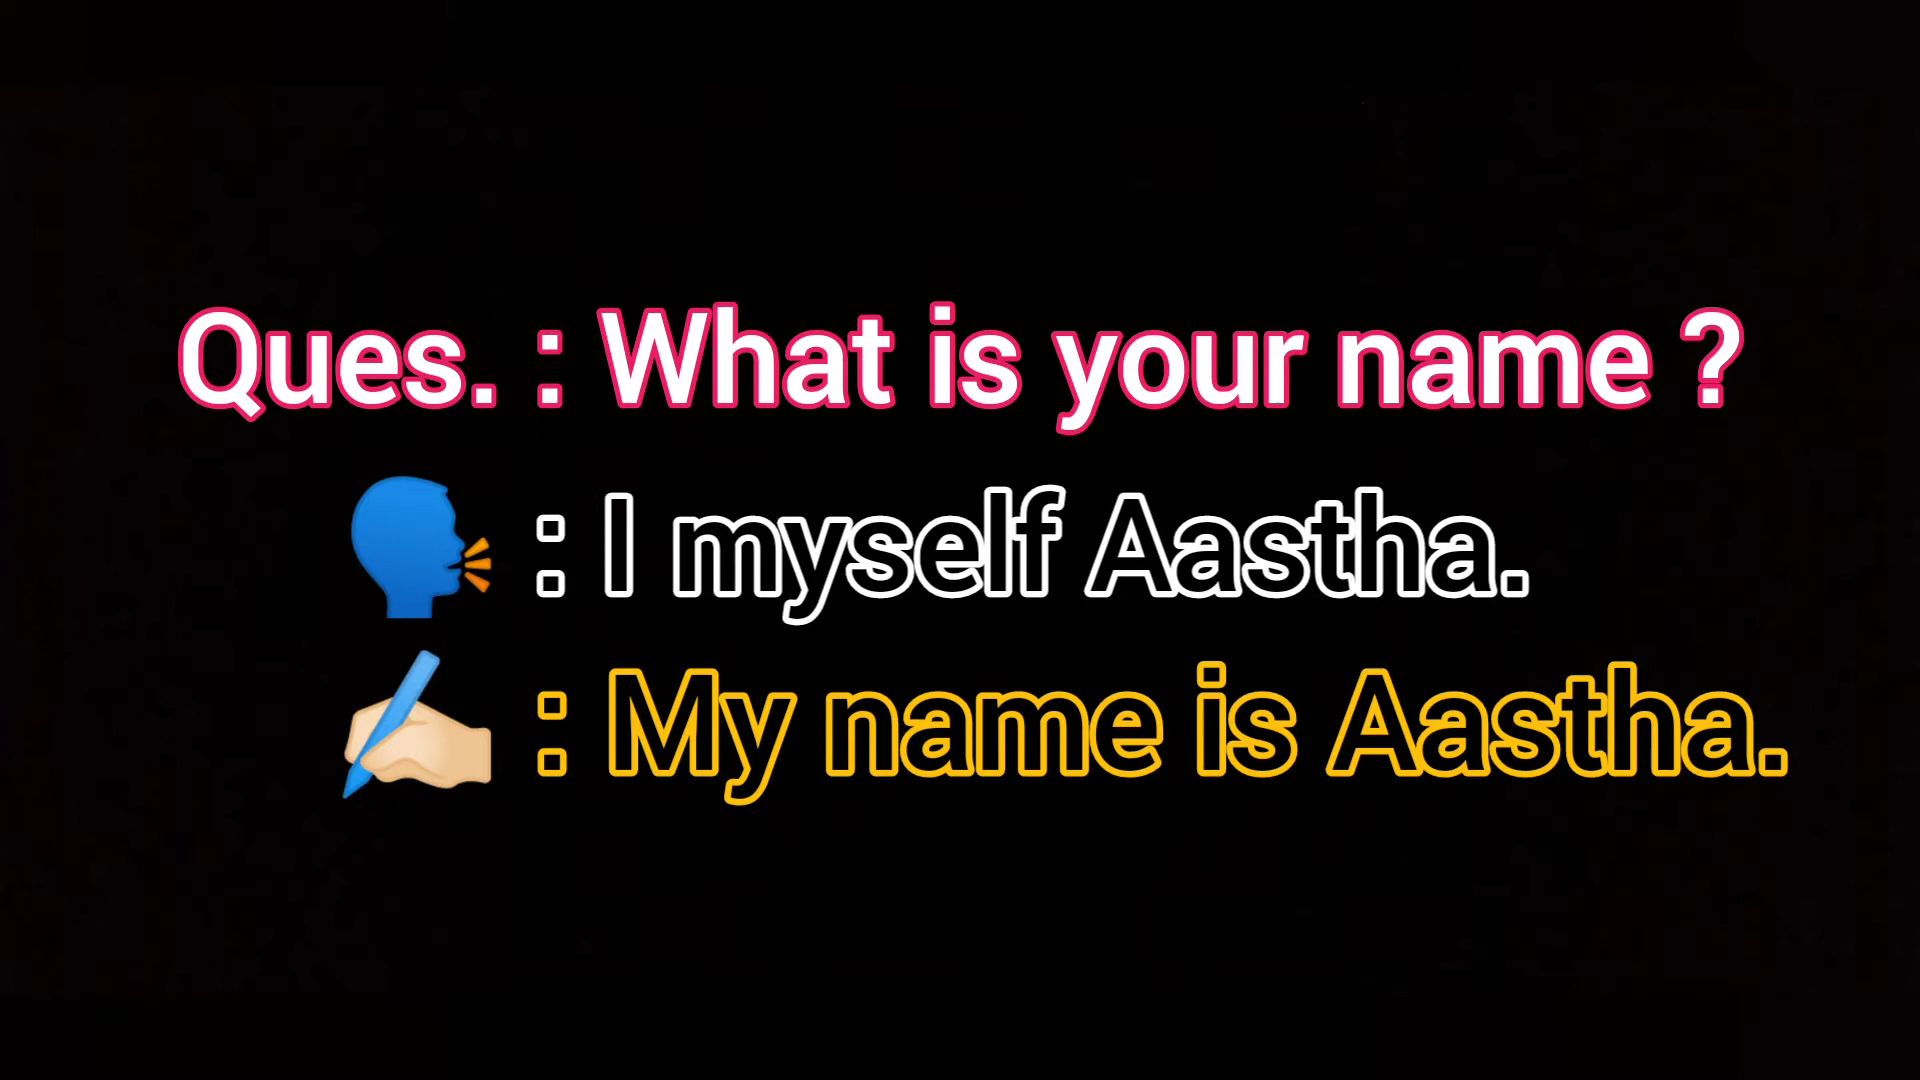 Ques. : What is your name ?
🗣️ : I myself Aastha.
✍🏻 : My name is Aastha.